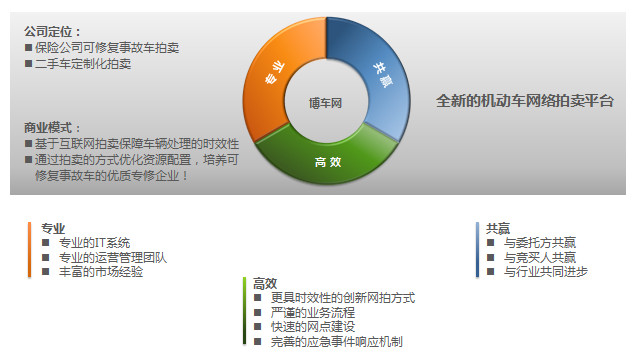 公司定位：
■保险公司可修复事故车拍卖
■二手车定制化拍卖
商业模式：
■基于互联网拍卖保障车辆处理的时效性
■通过拍卖的方式优化资源配置，培养可
修复事故车的优质专修企业！
专业
共赢
高效
博车网
全新的机动车网络拍卖平台
专业
■ 专业的IT系统
■ 专业的运营管理团队
■ 丰富的市场经验
高效
■ 更具时效性的创新网拍方式
■ 严谨的业务流程
■ 快速的网点建设
■ 完善的应急事件响应机制
共赢
■ 与委托方共赢
■ 与竞买人共赢
■ 与行业共同进步